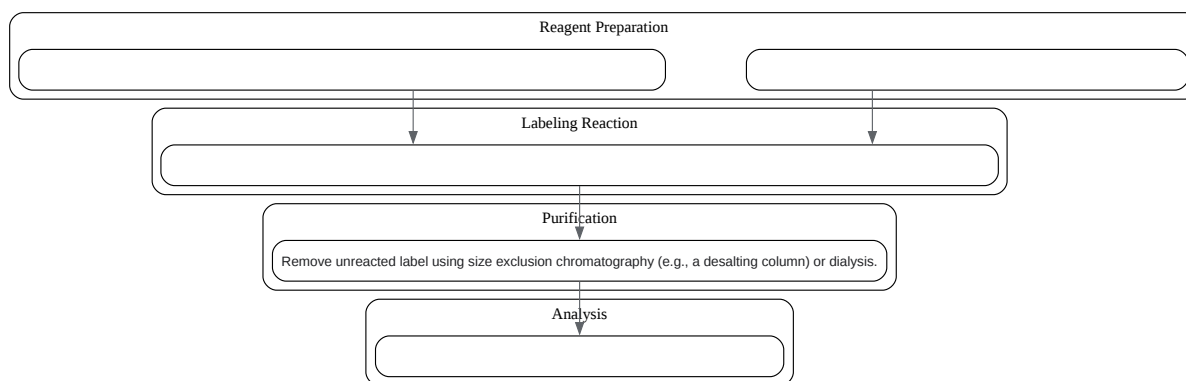 Reagent Preparation
Labeling Reaction
Purification
Remove unreacted label using size exclusion chromatography (e.g., a desalting column) or dialysis.
Analysis